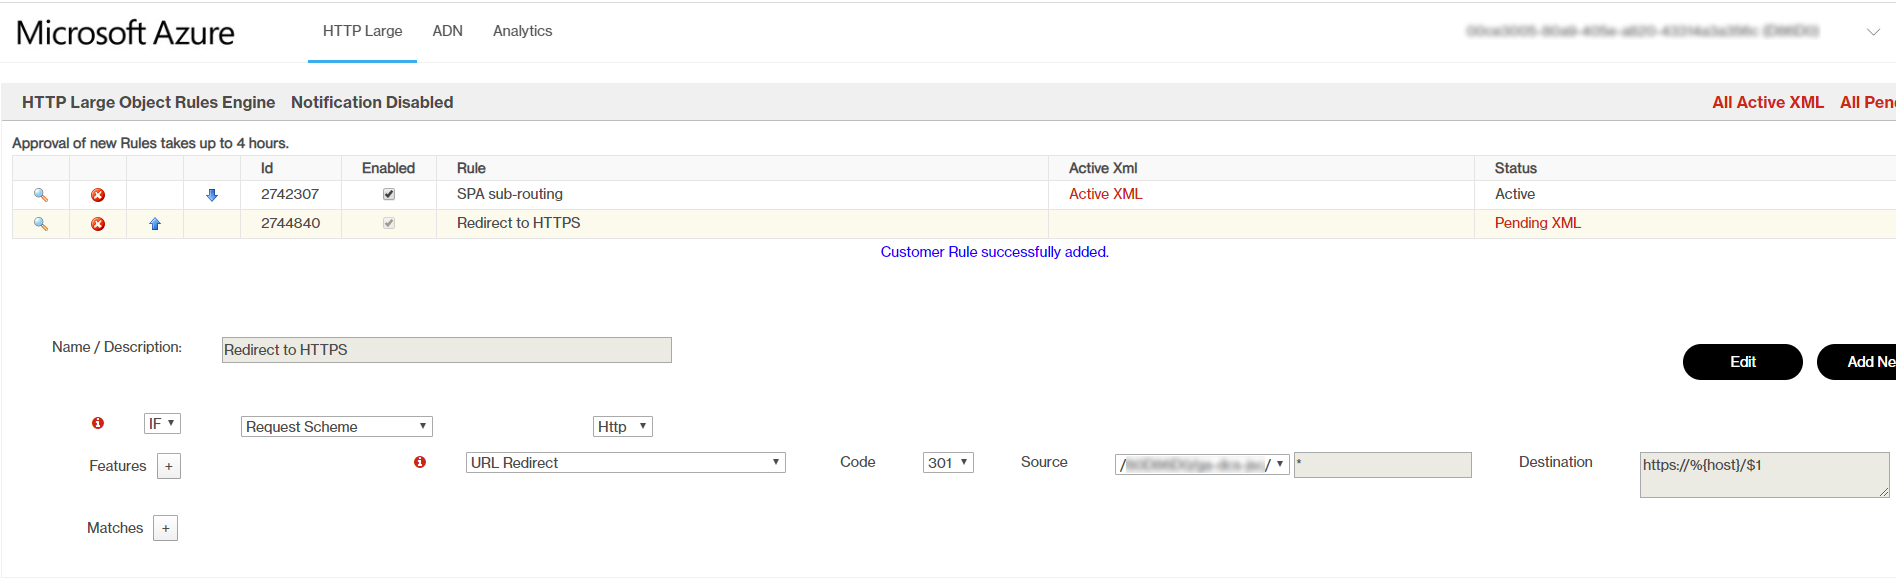 Microsoft Azure HTTP Large ADN Analytics
HTTP Large Object Rules Engine Notification Disabled All Active XML All Pen
Approval of new Rules takes up to 4 hours.
Id Enabled Rule Active Xml Status
2742307 SPA sub-routing Active XML Active
2744840 Redirect to HTTPS Pending XML
Customer Rule successfully added.
Name / Description: Redirect to HTTPS
Edit Add Ne
IF Request Scheme Http
Features + URL Redirect Code 301 Source / / * Destination https://%{host}/$1
Matches +